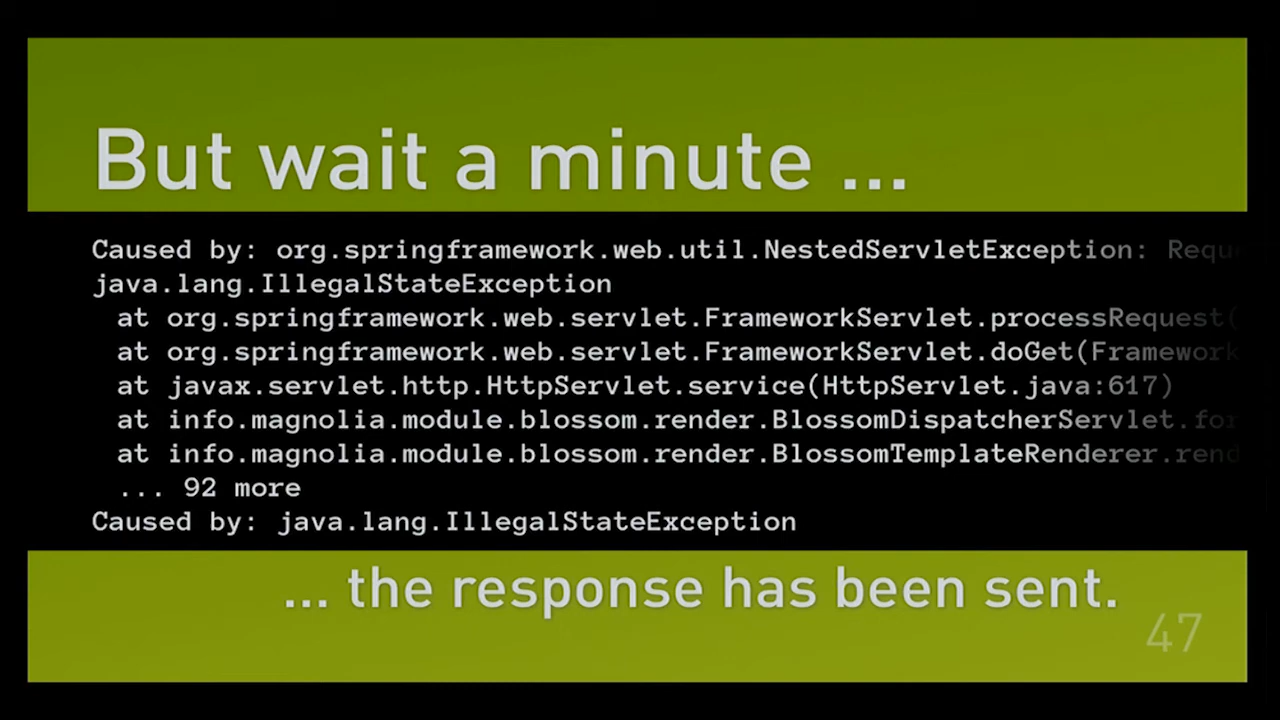 But wait a minute ...
Caused by: org.springframework.web.util.NestedServletException:
java.lang.IllegalStateException
at org.springframework.web.servlet.FrameworkServlet.processRequest(
at org.springframework.web.servlet.FrameworkServlet.doGet(Framework
at javax.servlet.http.HttpServlet.service(HttpServlet.java:617)
at info.magnolia.module.blossom.render.BlossomDispatcherServlet.for
at info.magnolia.module.blossom.render.BlossomTemplateRenderer.rend
... 92 more
Caused by: java.lang.IllegalStateException
... the response has been sent.
47